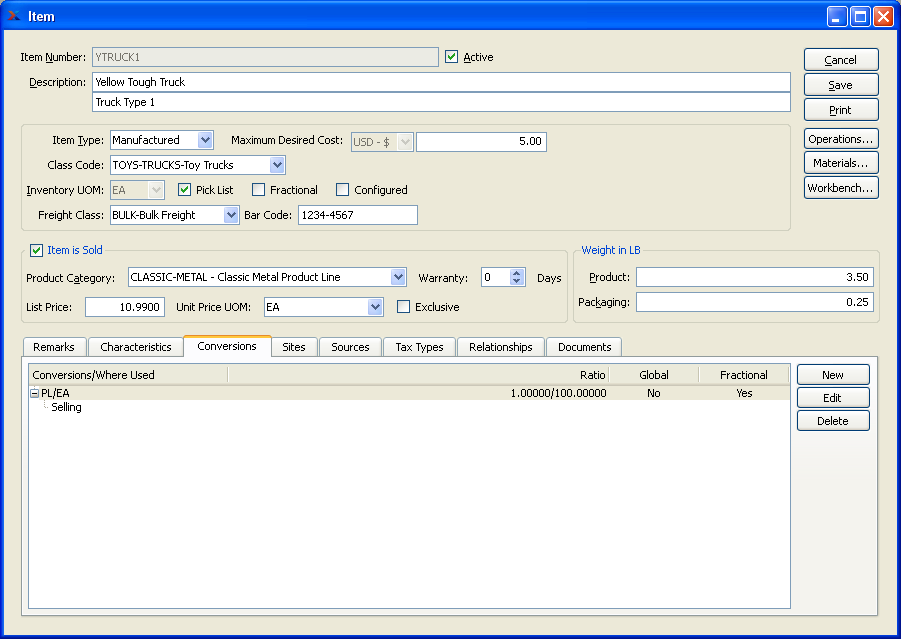 Item
Item Number: YTRUCK1 Active
Cancel
Description: Yellow Tough Truck
Save
Truck Type 1
Print
Item Type: Manufactured Maximum Desired Cost: USD - $ 5.00
Operations...
Class Code: TOYS-TRUCKS-Toy Trucks
Materials...
Inventory UOM: EA Pick List Fractional Configured
Workbench...
Freight Class: BULK-Bulk Freight Bar Code: 1234-4567
Item is Sold
Weight in LB
Product Category: CLASSIC-METAL - Classic Metal Product Line Warranty: 0 Days
Product: 3.50
List Price: 10.9900 Unit Price UOM: EA Exclusive
Packaging: 0.25
Remarks Characteristics Conversions Sites Sources Tax Types Relationships Documents
Conversions/Where Used Ratio Global Fractional
New
PL/EA 1.00000/100.00000 No Yes
Edit
Selling
Delete